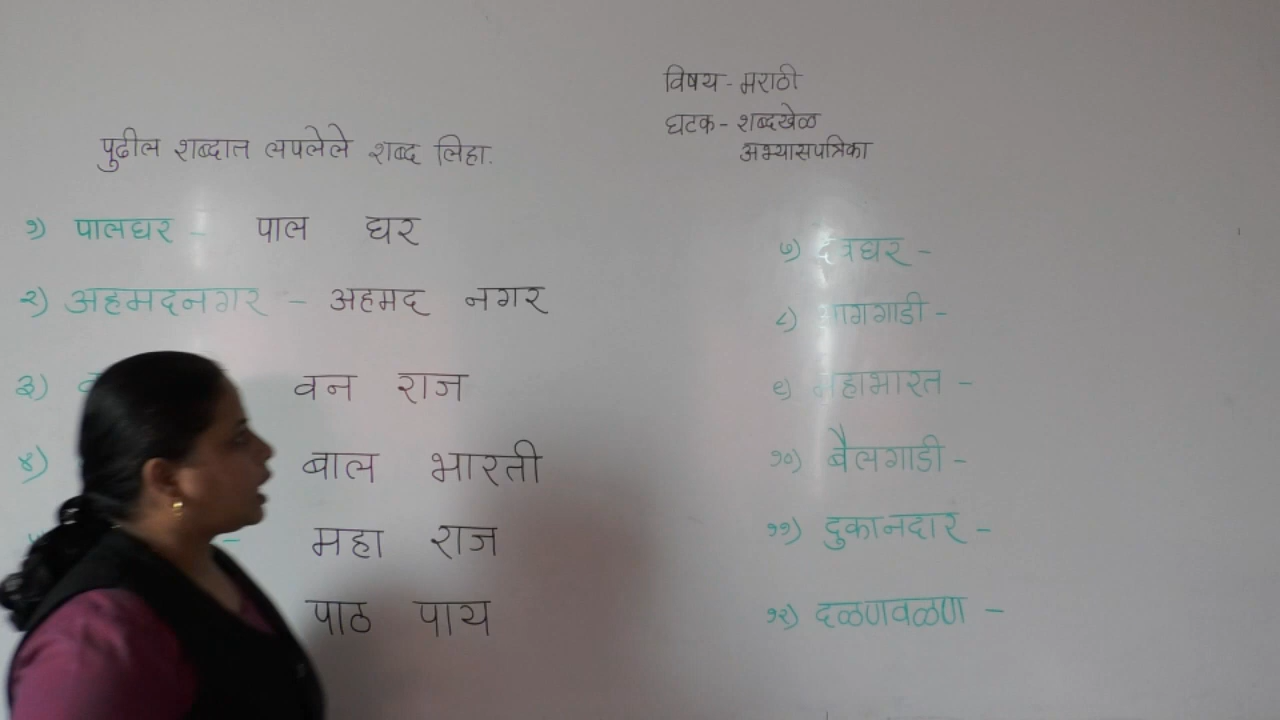 विषय - मराठी
घटक - शब्दखेळ
अभ्यासपत्रिका
पुढील शब्दात लपलेले शब्द लिहा.
१) पालघर - पाल घर
२) अहमदनगर - अहमद नगर
३) वन राज
४) बाल भारती
- महा राज
पाठ पाय
७) घर -
८) गाडी -
९) महाभारत -
१०) बैलगाडी -
११) दुकानदार -
१२) दळणवळण -